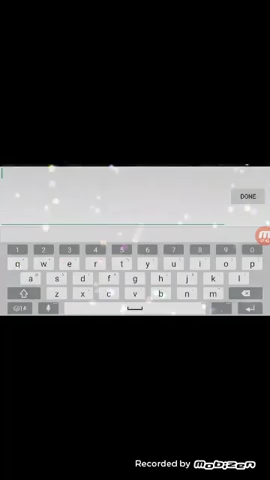 DONE
1 2 3 4 5 6 7 8 9 0
q w e r t y u i o p
a s d f g h j k l
z x c v b n m
Recorded by mobizen